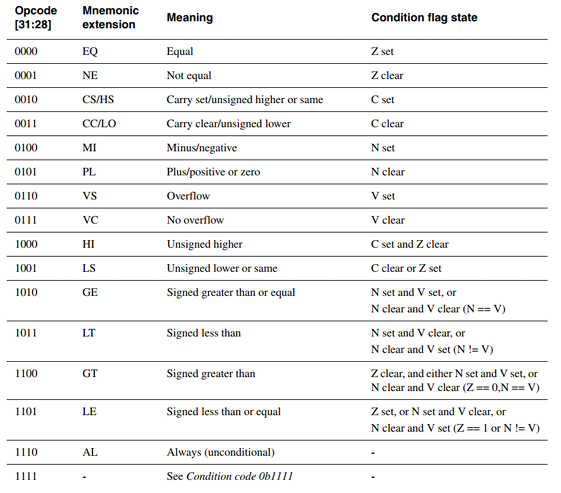 Opcode [31:28] Mnemonic extension Meaning Condition flag state
0000 EQ Equal Z set
0001 NE Not equal Z clear
0010 CS/HS Carry set/unsigned higher or same C set
0011 CC/LO Carry clear/unsigned lower C clear
0100 MI Minus/negative N set
0101 PL Plus/positive or zero N clear
0110 VS Overflow V set
0111 VC No overflow V clear
1000 HI Unsigned higher C set and Z clear
1001 LS Unsigned lower or same C clear or Z set
1010 GE Signed greater than or equal N set and V set, or
N clear and V clear (N == V)
1011 LT Signed less than N set and V clear, or
N clear and V set (N != V)
1100 GT Signed greater than Z clear, and either N set and V set, or
N clear and V clear (Z == 0,N == V)
1101 LE Signed less than or equal Z set, or N set and V clear, or
N clear and V set (Z == 1 or N != V)
1110 AL Always (unconditional) -
1111 - See Condition code 0b1111 -